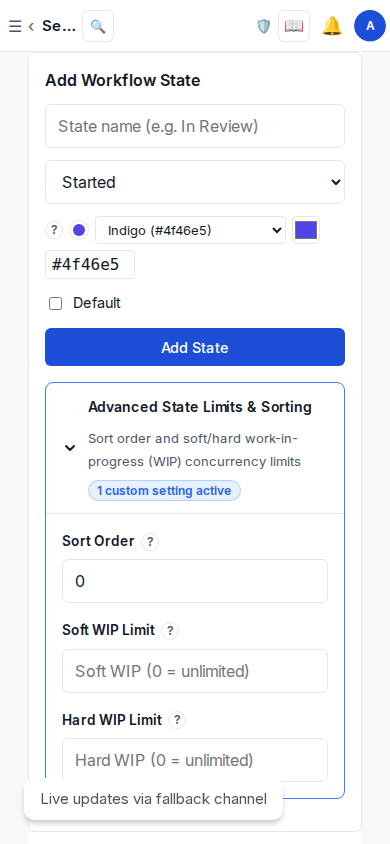 Se...
A
Add Workflow State
State name (e.g. In Review)
Started
?
Indigo (#4f46e5)
#4f46e5
Default
Add State
Advanced State Limits & Sorting
Sort order and soft/hard work-in-
progress (WIP) concurrency limits
1 custom setting active
Sort Order ?
0
Soft WIP Limit ?
Soft WIP (0 = unlimited)
Hard WIP Limit ?
Hard WIP (0 = unlimited)
Live updates via fallback channel